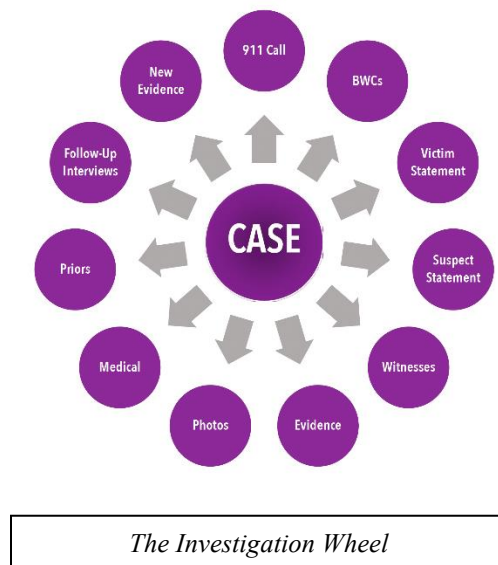 911 Call
BWCs
Victim
Statement
Suspect
Statement
Witnesses
Evidence
Photos
Medical
Priors
Follow-Up
Interviews
New
Evidence
CASE
The Investigation Wheel